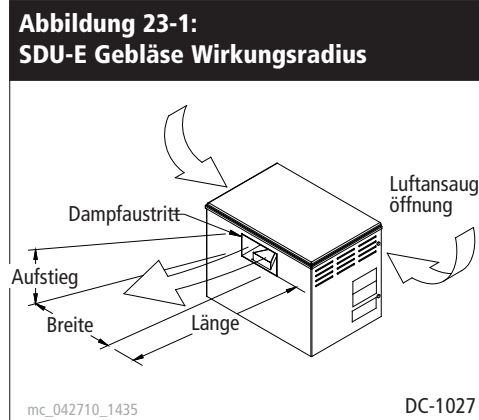 Abbildung 23-1:
SDU-E Gebläse Wirkungsradius
Luftansaug
öffnung
Dampfaustritt
Aufstieg
Breite
Länge
mc_042710_1435
DC-1027